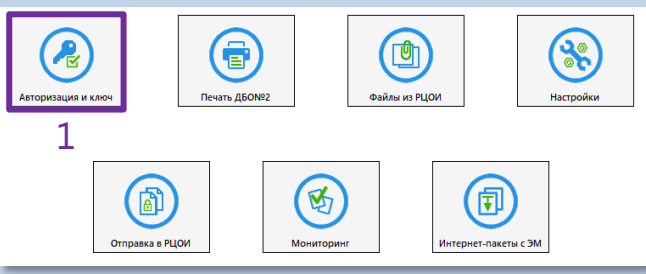 Авторизация и ключ
Печать ДБО№2
Файлы из РЦОИ
Настройки
1
Отправка в РЦОИ
Мониторинг
Интернет-пакеты с ЭМ